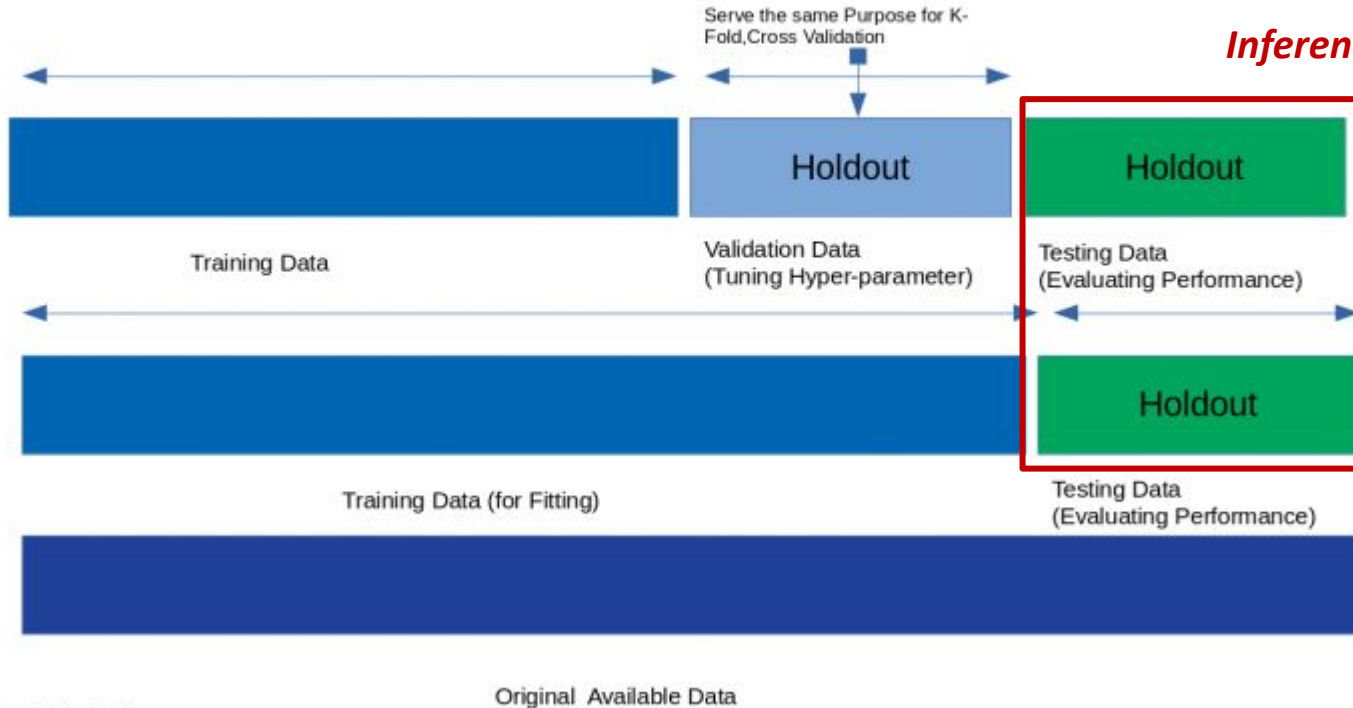 Serve the same Purpose for K-
Fold,Cross Validation
Inferen
Holdout
Holdout
Training Data
Validation Data
(Tuning Hyper-parameter)
Testing Data
(Evaluating Performance)
Holdout
Training Data (for Fitting)
Testing Data
(Evaluating Performance)
Original Available Data